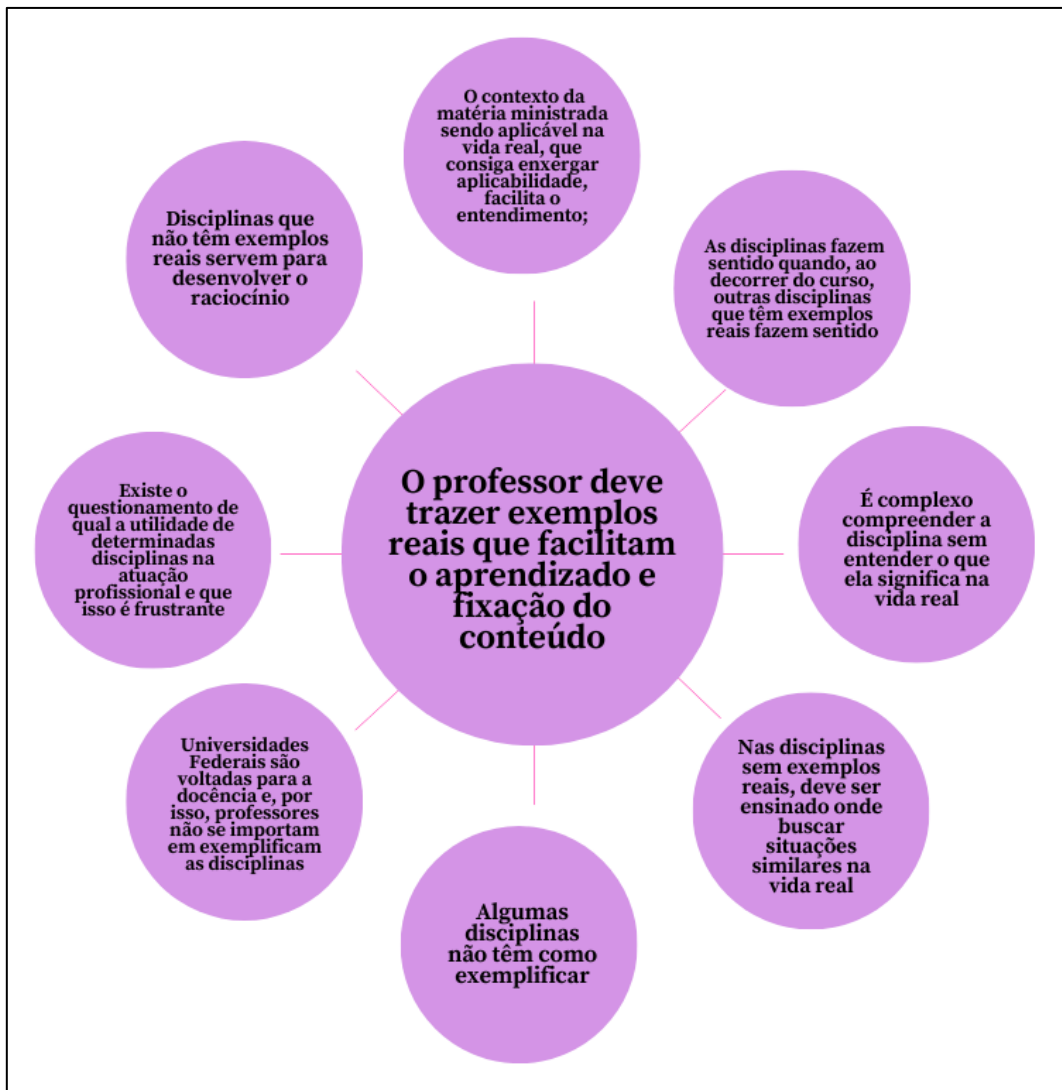 O contexto da
matéria ministrada
sendo aplicável na
vida real, que
consiga enxergar
aplicabilidade,
facilita o
entendimento;
Disciplinas que
não têm exemplos
reais servem para
desenvolver o
raciocínio
As disciplinas fazem
sentido quando, ao
decorrer do curso,
outras disciplinas
que têm exemplos
reais fazem sentido
Existe o
questionamento de
qual a utilidade de
determinadas
disciplinas na
atuação
profissional e que
isso é frustrante
O professor deve
trazer exemplos
reais que facilitam
o aprendizado e
fixação do
conteúdo
É complexo
compreender a
disciplina sem
entender o que
ela significa na
vida real
Universidades
Federais são
voltadas para a
docência e, por
isso, professores
não se importam
em exemplificam
as disciplinas
Nas disciplinas
sem exemplos
reais, deve ser
ensinado onde
buscar
situações
similares na
vida real
Algumas
disciplinas
não têm como
exemplificar